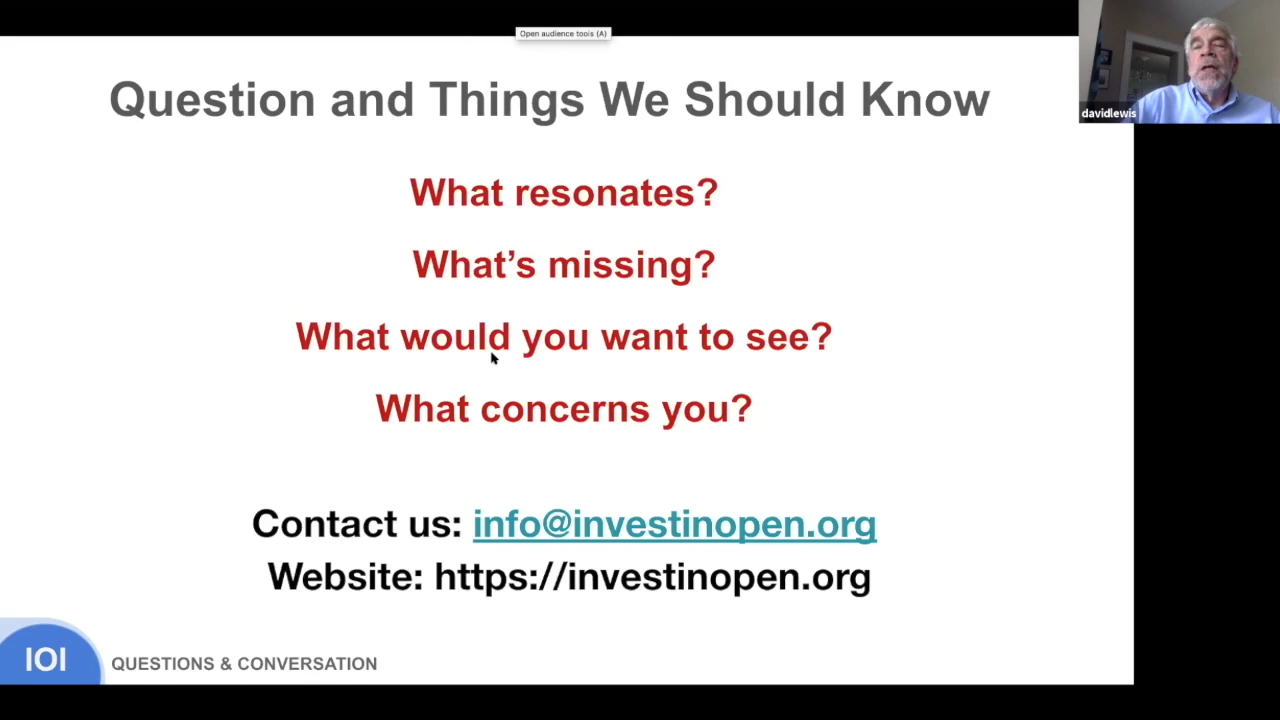 Open audience tools (A)
davidlewis
Question and Things We Should Know
What resonates?
What's missing?
What would you want to see?
What concerns you?
Contact us: info@investinopen.org
Website: https://investinopen.org
IOI
QUESTIONS & CONVERSATION